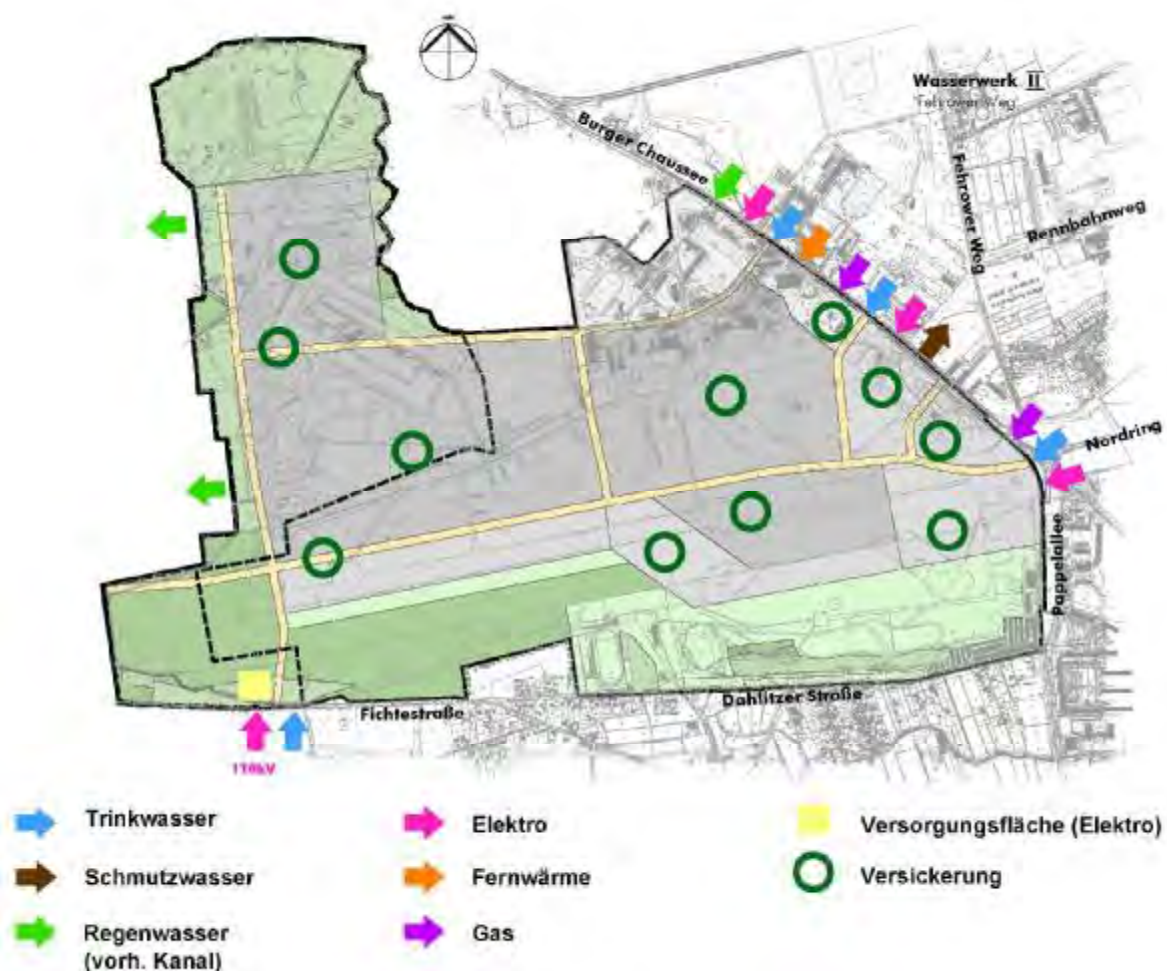 Wasserwerk II
Fehrower Weg
Burger Chaussee
Fehrower Weg
Rennbahnweg
Nordring
Pappelallee
Dahlitzer Straße
Fichtestraße
110kV
Trinkwasser
Elektro
Versorgungsfläche (Elektro)
Schmutzwasser
Fernwärme
Versickerung
Regenwasser
(vorh. Kanal)
Gas